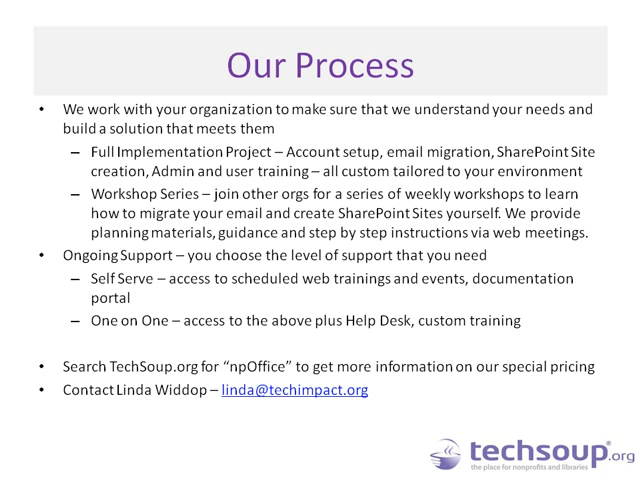 Our Process
• We work with your organization to make sure that we understand your needs and
build a solution that meets them
– Full Implementation Project – Account setup, email migration, SharePoint Site
creation, Admin and user training – all custom tailored to your environment
– Workshop Series – join other orgs for a series of weekly workshops to learn
how to migrate your email and create SharePoint Sites yourself. We provide
planning materials, guidance and step by step instructions via web meetings.
• Ongoing Support – you choose the level of support that you need
– Self Serve – access to scheduled web trainings and events, documentation
portal
– One on One – access to the above plus Help Desk, custom training
• Search TechSoup.org for “npOffice” to get more information on our special pricing
• Contact Linda Widdop – linda@techimpact.org
techsoup®.org
the place for nonprofits and libraries